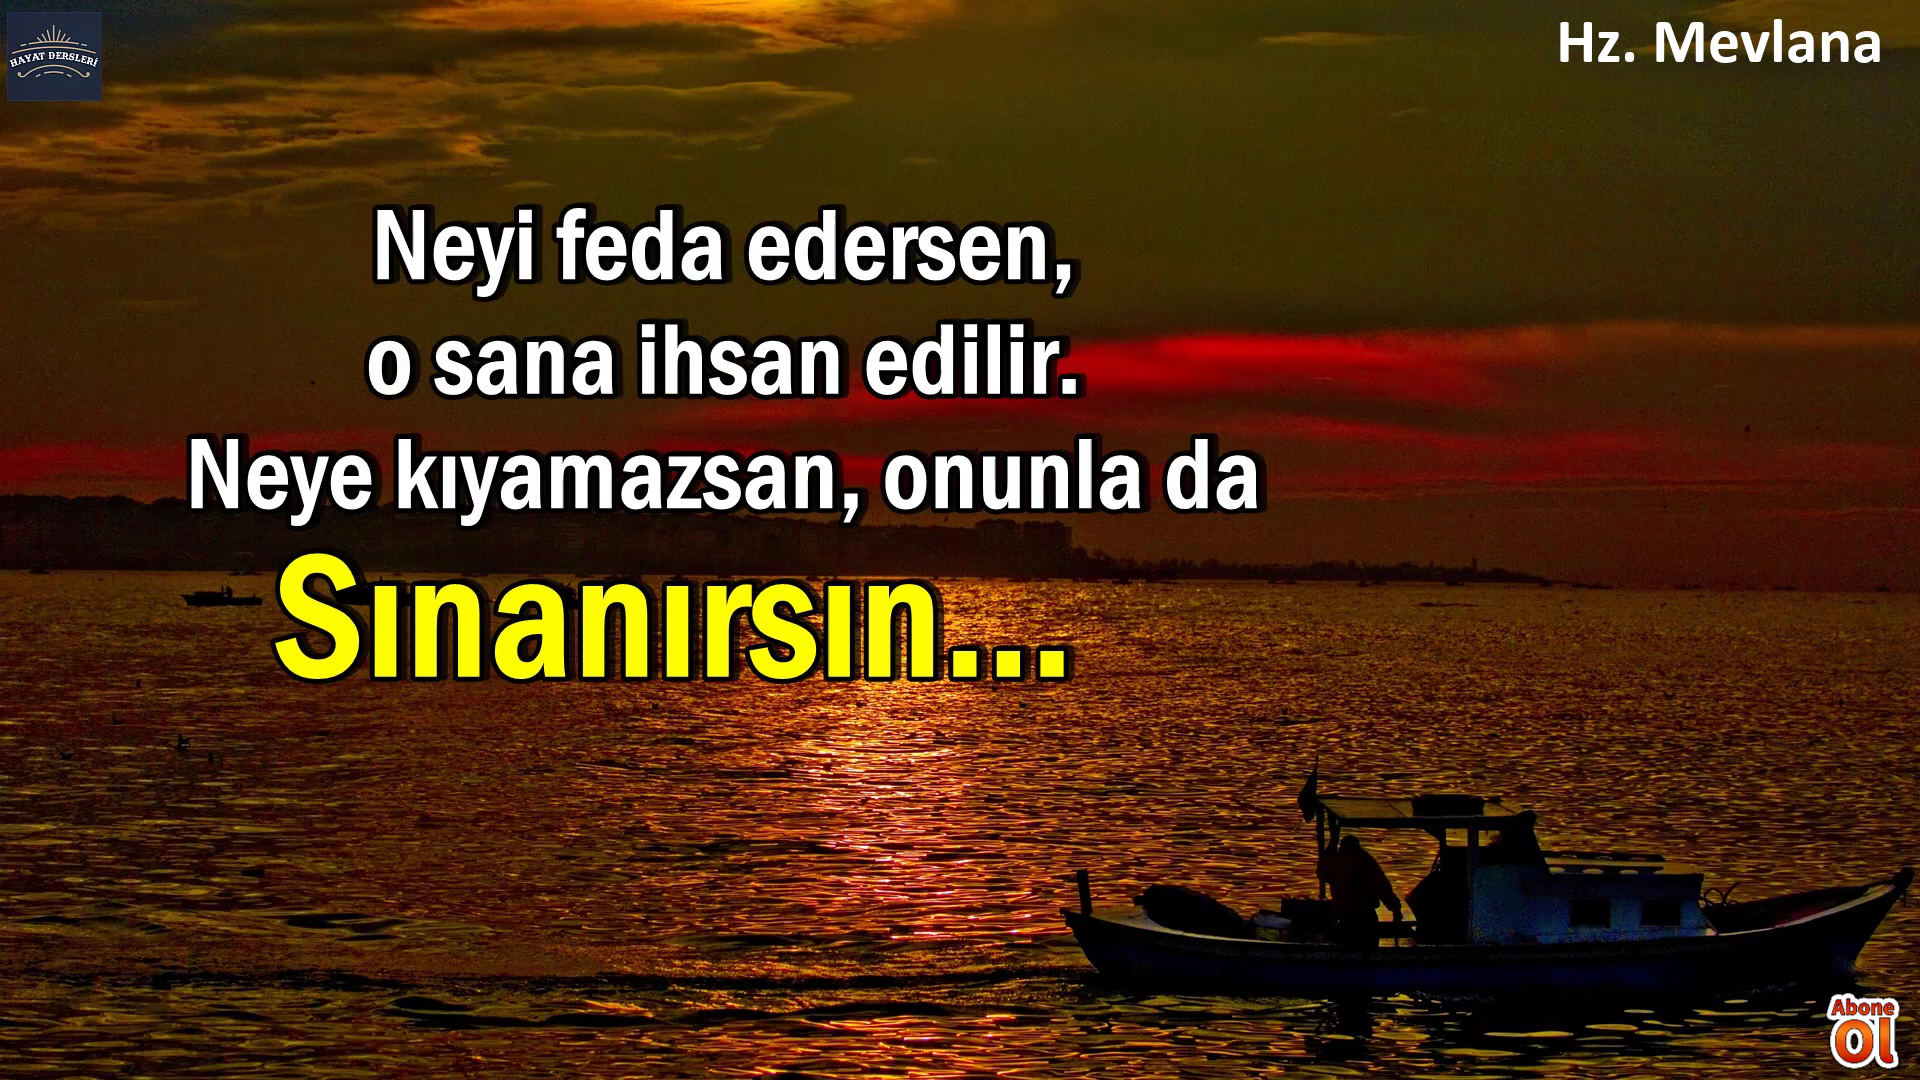 HAYAT DERSLERİ
Hz. Mevlana
Neyi feda edersen,
o sana ihsan edilir.
Neye kıyamazsan, onunla da
Sınanırsın...
Abone
Ol